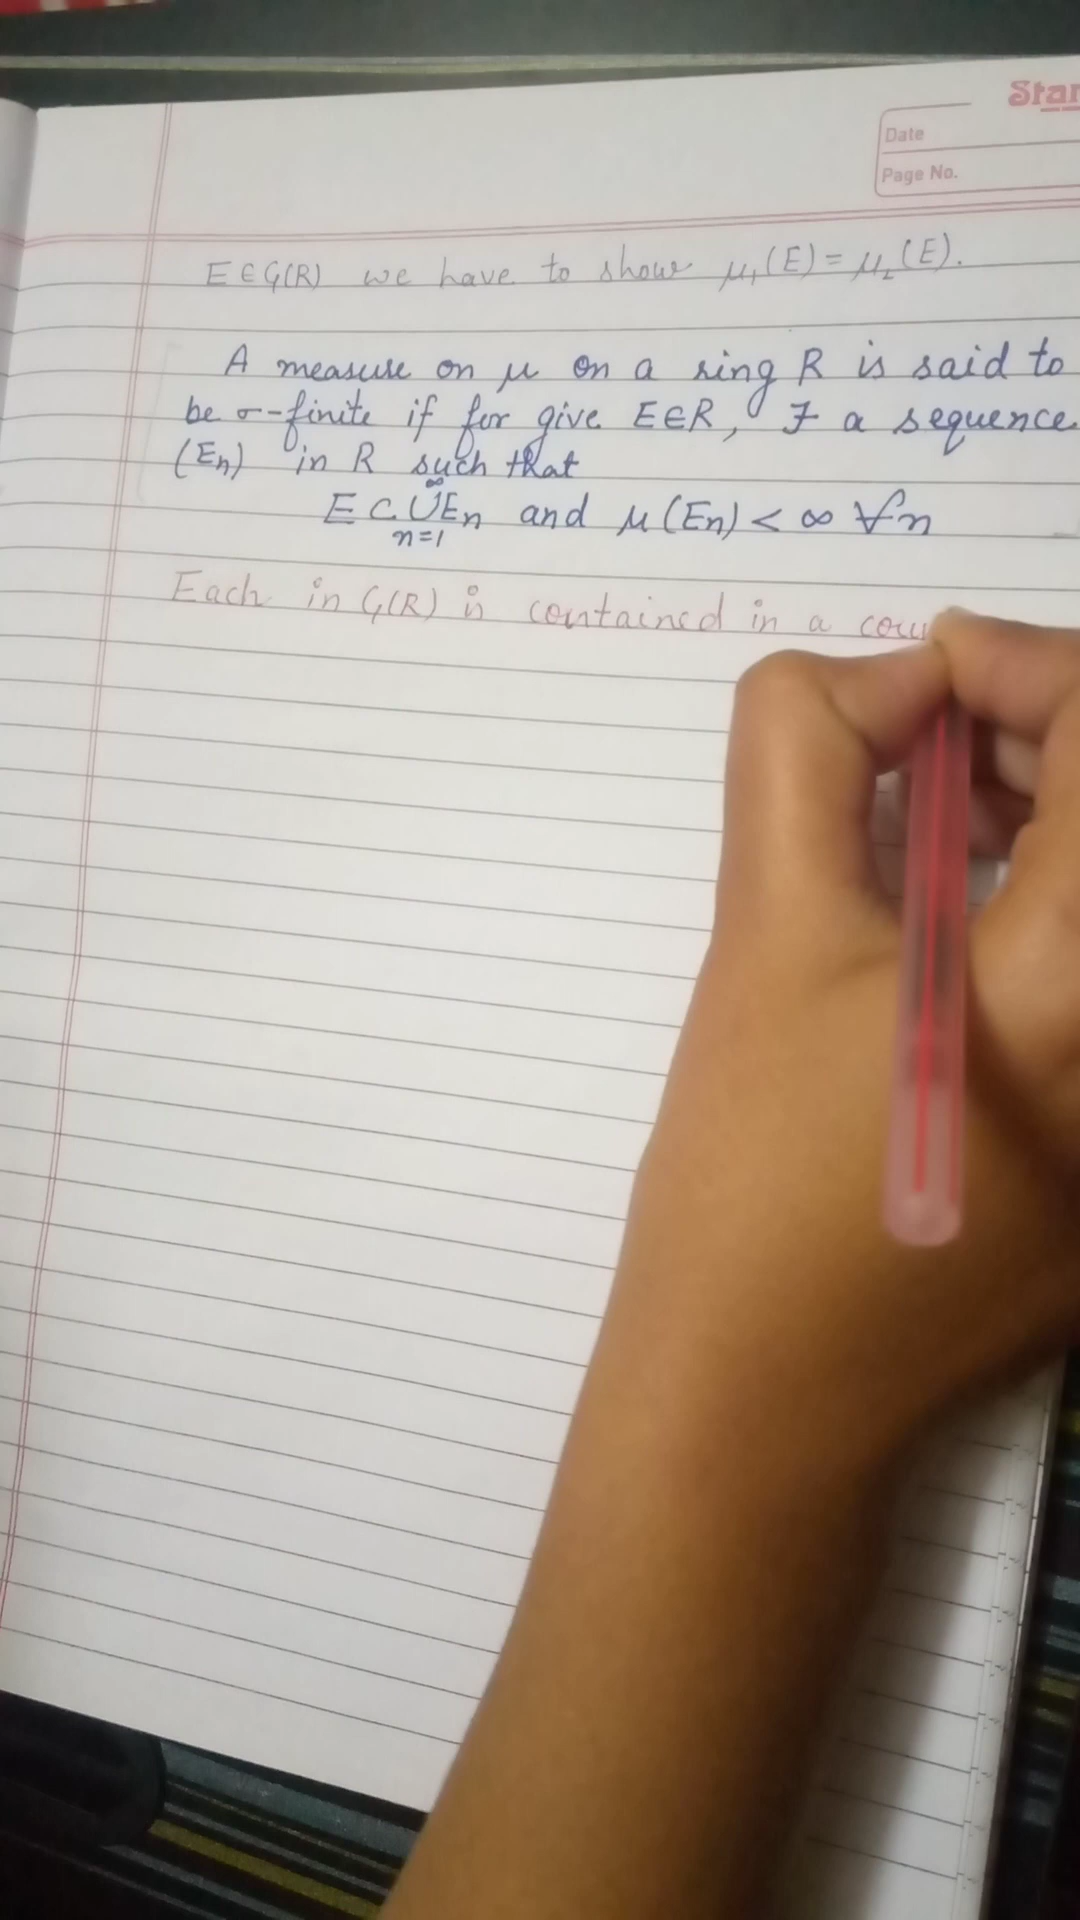 Star
Date
Page No.
E ∈ G(R) we have to show μ₁(E) = μ₂(E).
A measure on μ on a ring R is said to
be σ-finite if for give E∈R, ∃ a sequence
(En) in R such that
E ⊂ ∞∪n=1 En and μ(En) < ∞ ∀ n
Each in G(R) is contained in a cou